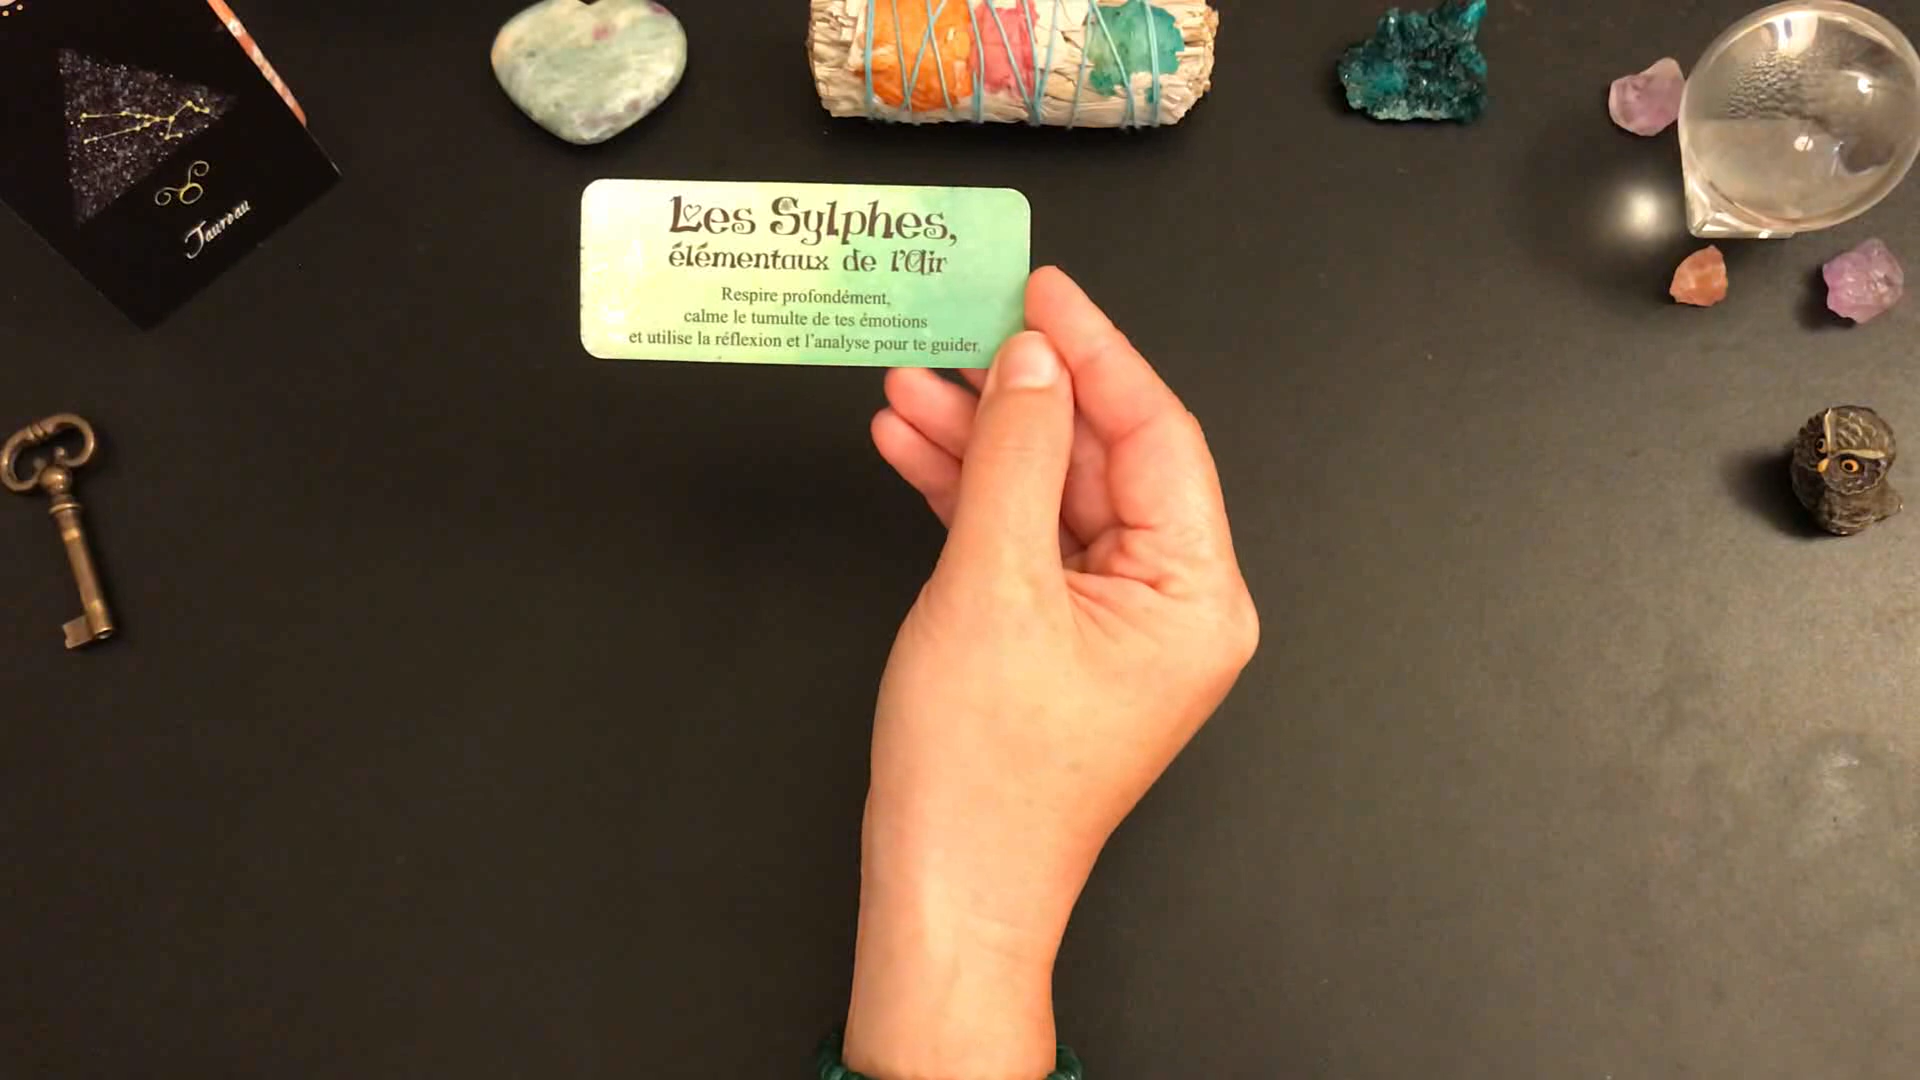 Taureau
Les Sylphes,
élémentaux de l'Air
Respire profondément,
calme le tumulte de tes émotions
et utilise la réflexion et l'analyse pour te guider.